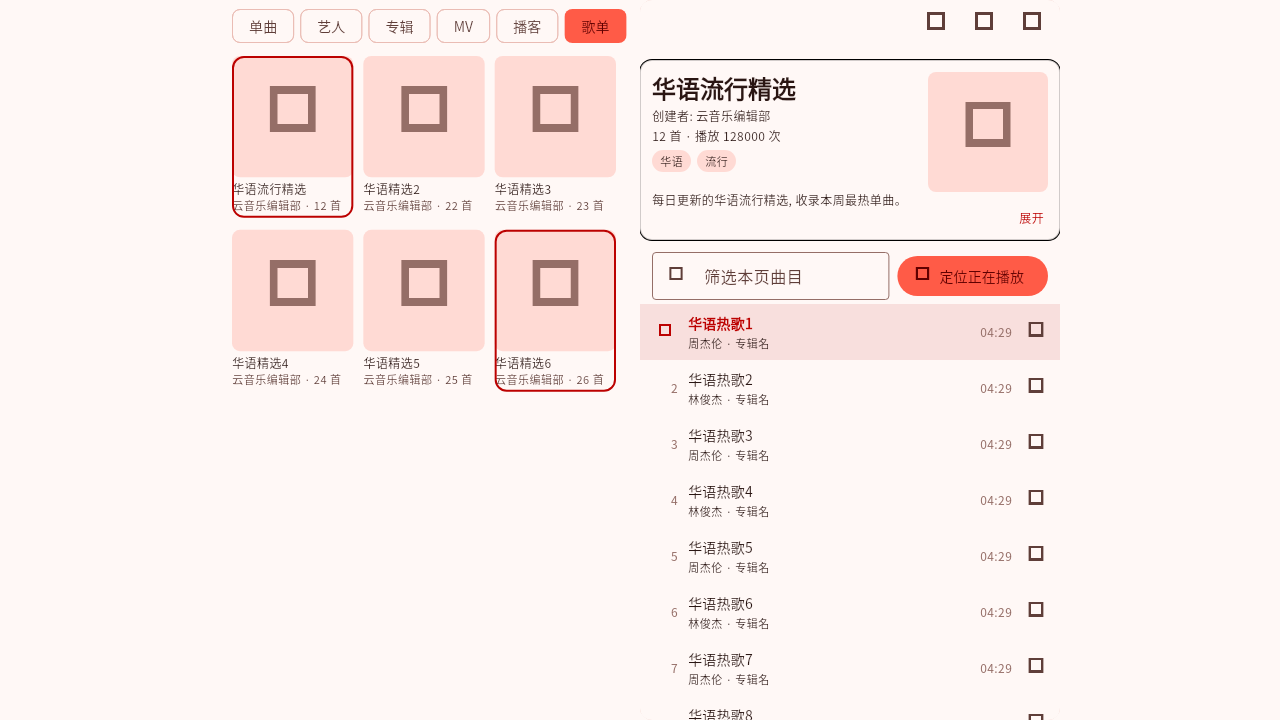 单曲
艺人
专辑
MV
播客
歌单
华语流行精选
云音乐编辑部 · 12 首
华语精选2
云音乐编辑部 · 22 首
华语精选3
云音乐编辑部 · 23 首
华语精选4
云音乐编辑部 · 24 首
华语精选5
云音乐编辑部 · 25 首
华语精选6
云音乐编辑部 · 26 首
华语流行精选
创建者: 云音乐编辑部
12 首 · 播放 128000 次
华语
流行
每日更新的华语流行精选, 收录本周最热单曲。
展开
筛选本页曲目
定位正在播放
华语热歌1
周杰伦 · 专辑名
04:29
2
华语热歌2
林俊杰 · 专辑名
04:29
3
华语热歌3
周杰伦 · 专辑名
04:29
4
华语热歌4
林俊杰 · 专辑名
04:29
5
华语热歌5
周杰伦 · 专辑名
04:29
6
华语热歌6
林俊杰 · 专辑名
04:29
7
华语热歌7
周杰伦 · 专辑名
04:29
华语热歌8